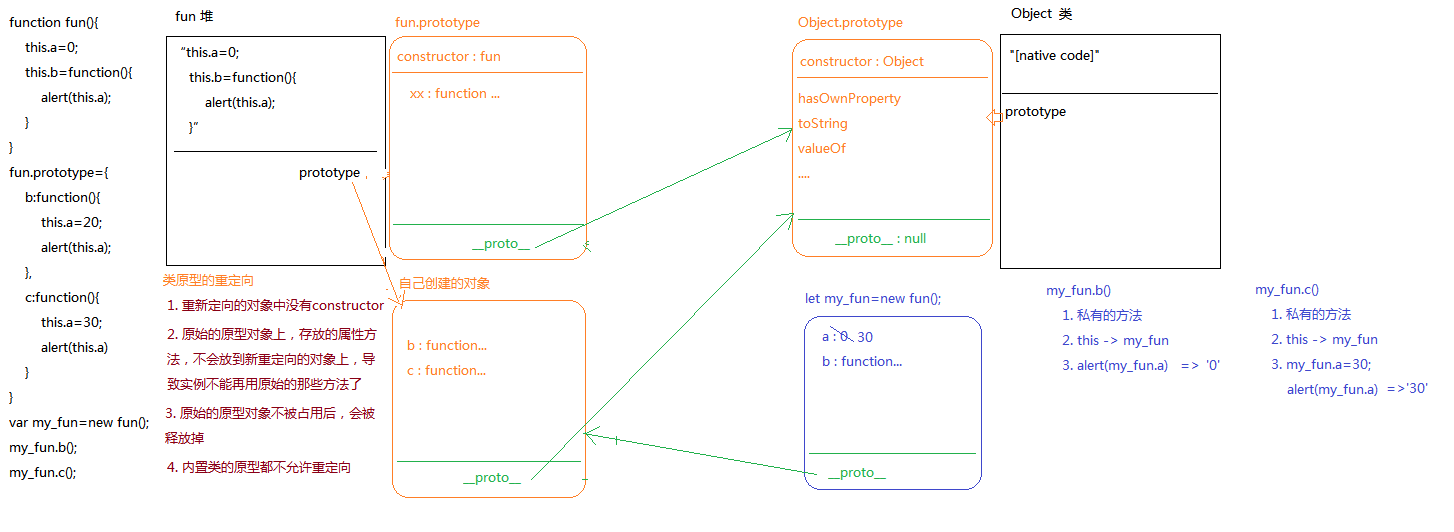 function fun(){
this.a=0;
this.b=function(){
alert(this.a);
}
}
fun.prototype={
b:function(){
this.a=20;
alert(this.a);
},
c:function(){
this.a=30;
alert(this.a)
}
}
var my_fun=new fun();
my_fun.b();
my_fun.c();
fun 堆
“this.a=0;
this.b=function(){
alert(this.a);
}”
prototype
fun.prototype
constructor : fun
xx : function ...
__proto__
类原型的重定向
1. 重新定向的对象中没有constructor
2. 原始的原型对象上，存放的属性方
法，不会放到新重定向的对象上，导
致实例不能再用原始的那些方法了
3. 原始的原型对象不被占用后，会被
释放掉
4. 内置类的原型都不允许重定向
自己创建的对象
b : function...
c : function...
__proto__
Object.prototype
constructor : Object
hasOwnProperty
toString
valueOf
....
__proto__ : null
Object 类
"[native code]"
prototype
let my_fun=new fun();
a : 0 30
b : function...
__proto__
my_fun.b()
1. 私有的方法
2. this -> my_fun
3. alert(my_fun.a) => '0'
my_fun.c()
1. 私有的方法
2. this -> my_fun
3. my_fun.a=30;
alert(my_fun.a) =>'30'